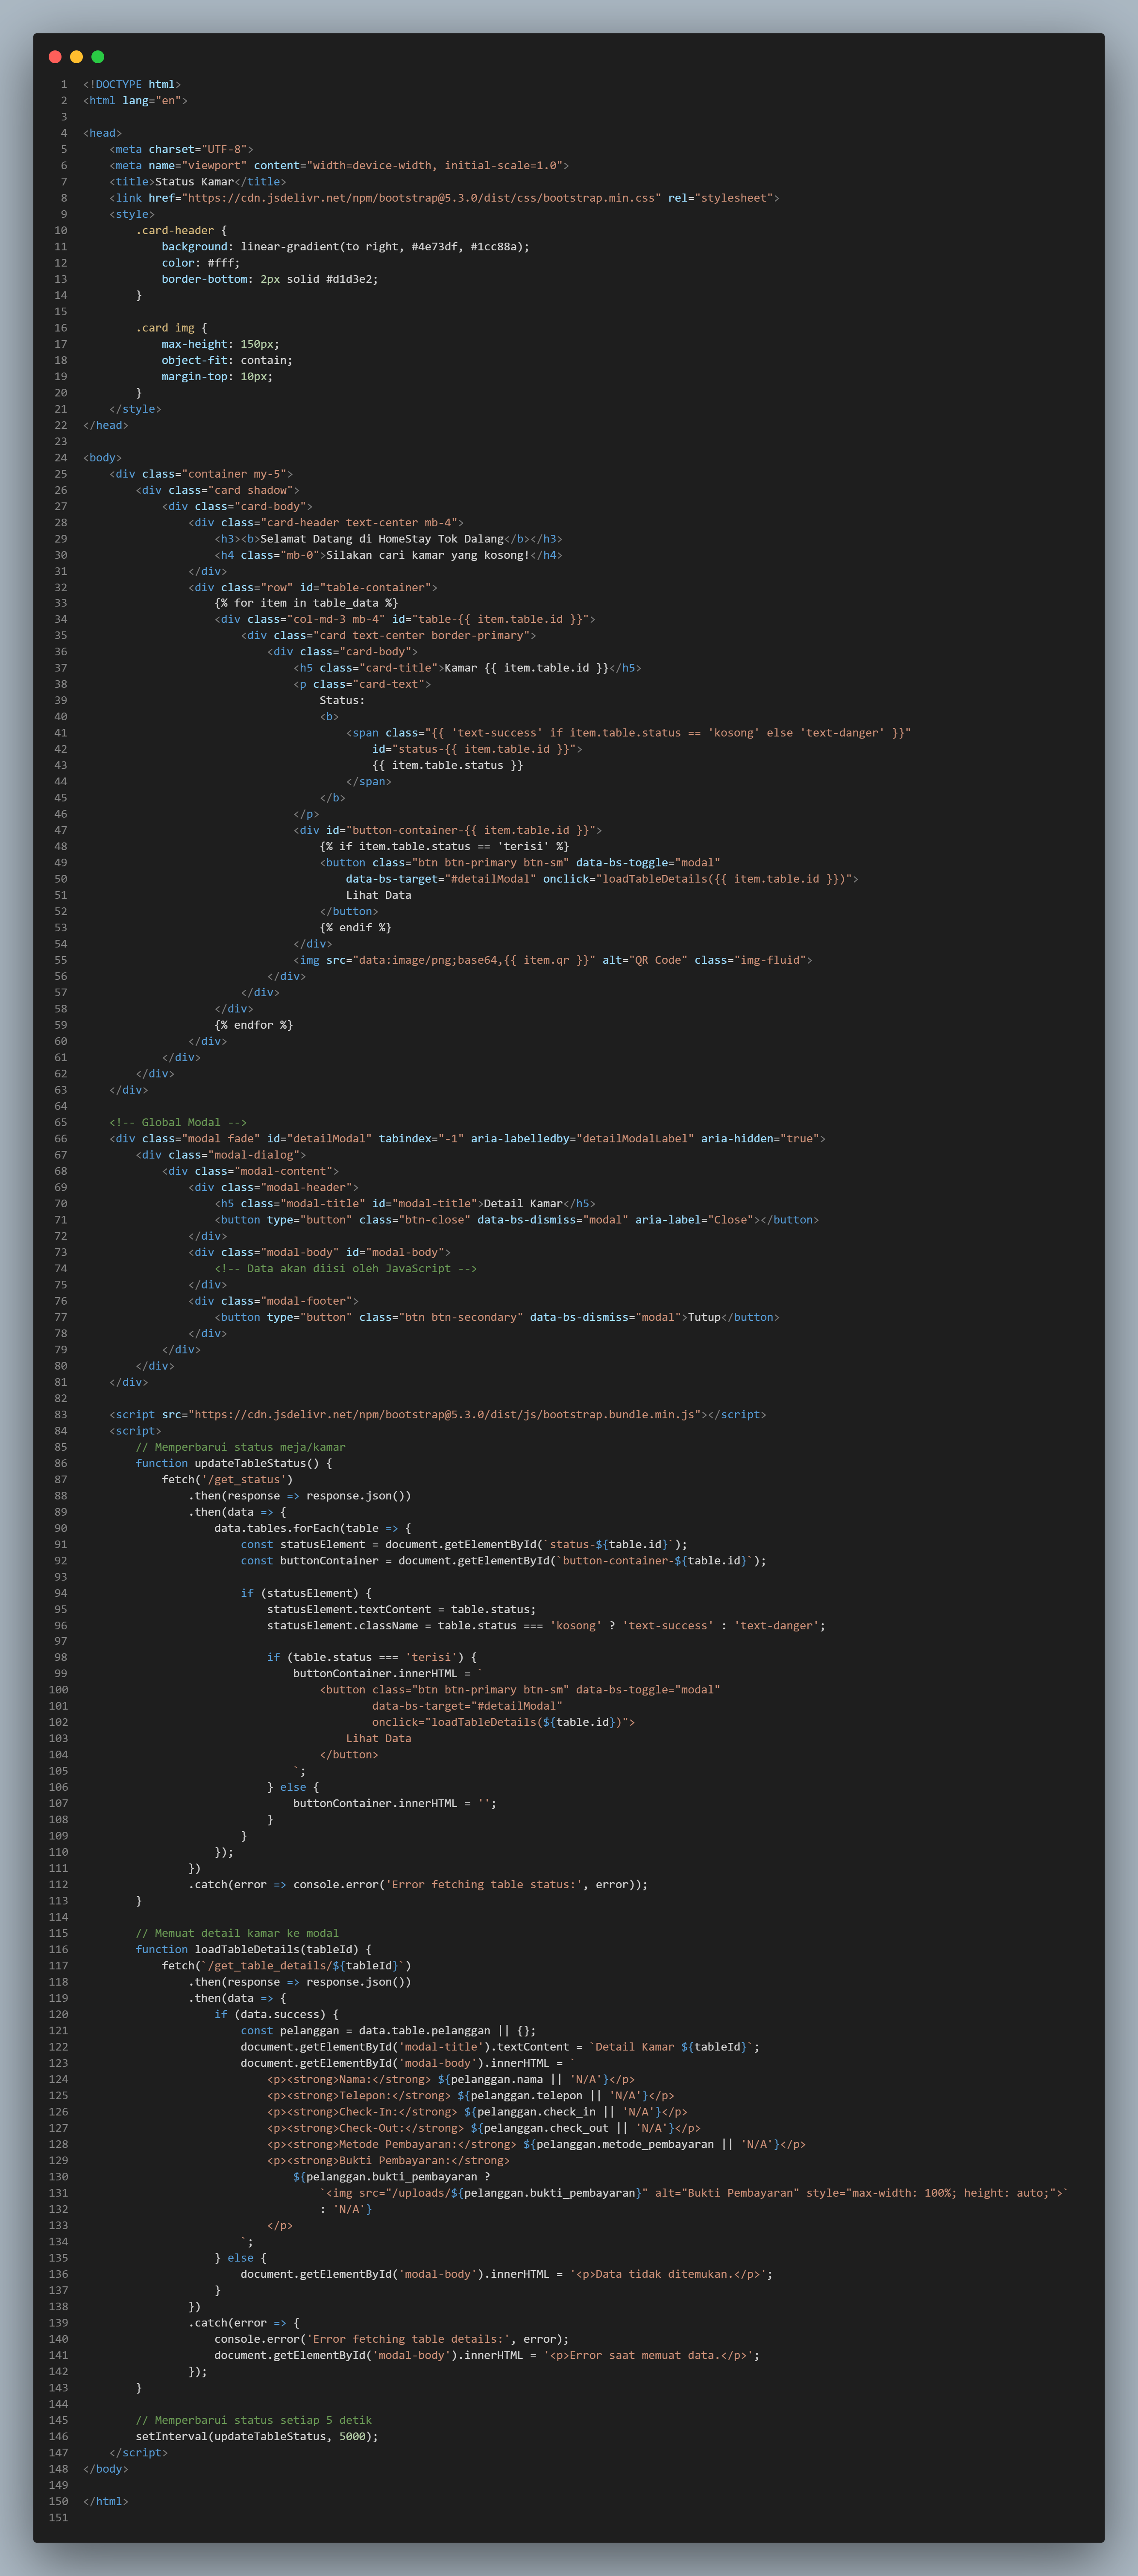 1 <!DOCTYPE html>
2 <html lang="en">
3
4 <head>
5     <meta charset="UTF-8">
6     <meta name="viewport" content="width=device-width, initial-scale=1.0">
7     <title>Status Kamar</title>
8     <link href="https://cdn.jsdelivr.net/npm/bootstrap@5.3.0/dist/css/bootstrap.min.css" rel="stylesheet">
9     <style>
10         .card-header {
11             background: linear-gradient(to right, #4e73df, #1cc88a);
12             color: #fff;
13             border-bottom: 2px solid #d1d3e2;
14         }
15
16         .card img {
17             max-height: 150px;
18             object-fit: contain;
19             margin-top: 10px;
20         }
21     </style>
22 </head>
23
24 <body>
25     <div class="container my-5">
26         <div class="card shadow">
27             <div class="card-body">
28                 <div class="card-header text-center mb-4">
29                     <h3><b>Selamat Datang di HomeStay Tok Dalang</b></h3>
30                     <h4 class="mb-0">Silakan cari kamar yang kosong!</h4>
31                 </div>
32                 <div class="row" id="table-container">
33                     {% for item in table_data %}
34                     <div class="col-md-3 mb-4" id="table-{{ item.table.id }}">
35                         <div class="card text-center border-primary">
36                             <div class="card-body">
37                                 <h5 class="card-title">Kamar {{ item.table.id }}</h5>
38                                 <p class="card-text">
39                                     Status:
40                                     <b>
41                                         <span class="{{ 'text-success' if item.table.status == 'kosong' else 'text-danger' }}"
42                                             id="status-{{ item.table.id }}">
43                                             {{ item.table.status }}
44                                         </span>
45                                     </b>
46                                 </p>
47                                 <div id="button-container-{{ item.table.id }}">
48                                     {% if item.table.status == 'terisi' %}
49                                     <button class="btn btn-primary btn-sm" data-bs-toggle="modal"
50                                         data-bs-target="#detailModal" onclick="loadTableDetails({{ item.table.id }})">
51                                         Lihat Data
52                                     </button>
53                                     {% endif %}
54                                 </div>
55                                 <img src="data:image/png;base64,{{ item.qr }}" alt="QR Code" class="img-fluid">
56                             </div>
57                         </div>
58                     </div>
59                     {% endfor %}
60                 </div>
61             </div>
62         </div>
63     </div>
64
65     <!-- Global Modal -->
66     <div class="modal fade" id="detailModal" tabindex="-1" aria-labelledby="detailModalLabel" aria-hidden="true">
67         <div class="modal-dialog">
68             <div class="modal-content">
69                 <div class="modal-header">
70                     <h5 class="modal-title" id="modal-title">Detail Kamar</h5>
71                     <button type="button" class="btn-close" data-bs-dismiss="modal" aria-label="Close"></button>
72                 </div>
73                 <div class="modal-body" id="modal-body">
74                     <!-- Data akan diisi oleh JavaScript -->
75                 </div>
76                 <div class="modal-footer">
77                     <button type="button" class="btn btn-secondary" data-bs-dismiss="modal">Tutup</button>
78                 </div>
79             </div>
80         </div>
81     </div>
82
83     <script src="https://cdn.jsdelivr.net/npm/bootstrap@5.3.0/dist/js/bootstrap.bundle.min.js"></script>
84     <script>
85         // Memperbarui status meja/kamar
86         function updateTableStatus() {
87             fetch('/get_status')
88                 .then(response => response.json())
89                 .then(data => {
90                     data.tables.forEach(table => {
91                         const statusElement = document.getElementById(`status-${table.id}`);
92                         const buttonContainer = document.getElementById(`button-container-${table.id}`);
93
94                         if (statusElement) {
95                             statusElement.textContent = table.status;
96                             statusElement.className = table.status === 'kosong' ? 'text-success' : 'text-danger';
97
98                             if (table.status === 'terisi') {
99                                 buttonContainer.innerHTML = `
100                                     <button class="btn btn-primary btn-sm" data-bs-toggle="modal"
101                                             data-bs-target="#detailModal"
102                                             onclick="loadTableDetails(${table.id})">
103                                         Lihat Data
104                                     </button>
105                                 `;
106                             } else {
107                                 buttonContainer.innerHTML = '';
108                             }
109                         }
110                     });
111                 })
112                 .catch(error => console.error('Error fetching table status:', error));
113         }
114
115         // Memuat detail kamar ke modal
116         function loadTableDetails(tableId) {
117             fetch(`/get_table_details/${tableId}`)
118                 .then(response => response.json())
119                 .then(data => {
120                     if (data.success) {
121                         const pelanggan = data.table.pelanggan || {};
122                         document.getElementById('modal-title').textContent = `Detail Kamar ${tableId}`;
123                         document.getElementById('modal-body').innerHTML = `
124                             <p><strong>Nama:</strong> ${pelanggan.nama || 'N/A'}</p>
125                             <p><strong>Telepon:</strong> ${pelanggan.telepon || 'N/A'}</p>
126                             <p><strong>Check-In:</strong> ${pelanggan.check_in || 'N/A'}</p>
127                             <p><strong>Check-Out:</strong> ${pelanggan.check_out || 'N/A'}</p>
128                             <p><strong>Metode Pembayaran:</strong> ${pelanggan.metode_pembayaran || 'N/A'}</p>
129                             <p><strong>Bukti Pembayaran:</strong>
130                                 ${pelanggan.bukti_pembayaran ?
131                                     `<img src="/uploads/${pelanggan.bukti_pembayaran}" alt="Bukti Pembayaran" style="max-width: 100%; height: auto;">`
132                                     : 'N/A'}
133                             </p>
134                         `;
135                     } else {
136                         document.getElementById('modal-body').innerHTML = '<p>Data tidak ditemukan.</p>';
137                     }
138                 })
139                 .catch(error => {
140                     console.error('Error fetching table details:', error);
141                     document.getElementById('modal-body').innerHTML = '<p>Error saat memuat data.</p>';
142                 });
143         }
144
145         // Memperbarui status setiap 5 detik
146         setInterval(updateTableStatus, 5000);
147     </script>
148 </body>
149
150 </html>
151